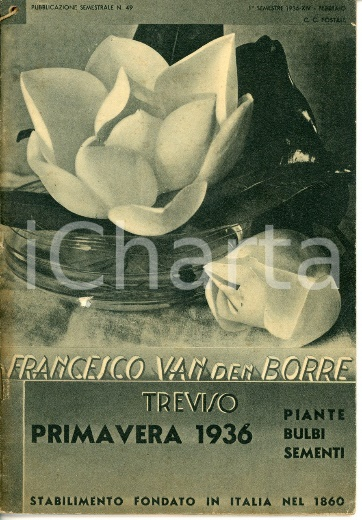 PUBBLICAZIONE SEMESTRALE N. 49
1° SEMESTRE 1936-XIV - FEBBRAIO
C. C. POSTALE
iCharta
FRANCESCO VAN DEN BORRE
TREVISO
PRIMAVERA 1936
PIANTE
BULBI
SEMENTI
STABILIMENTO FONDATO IN ITALIA NEL 1860